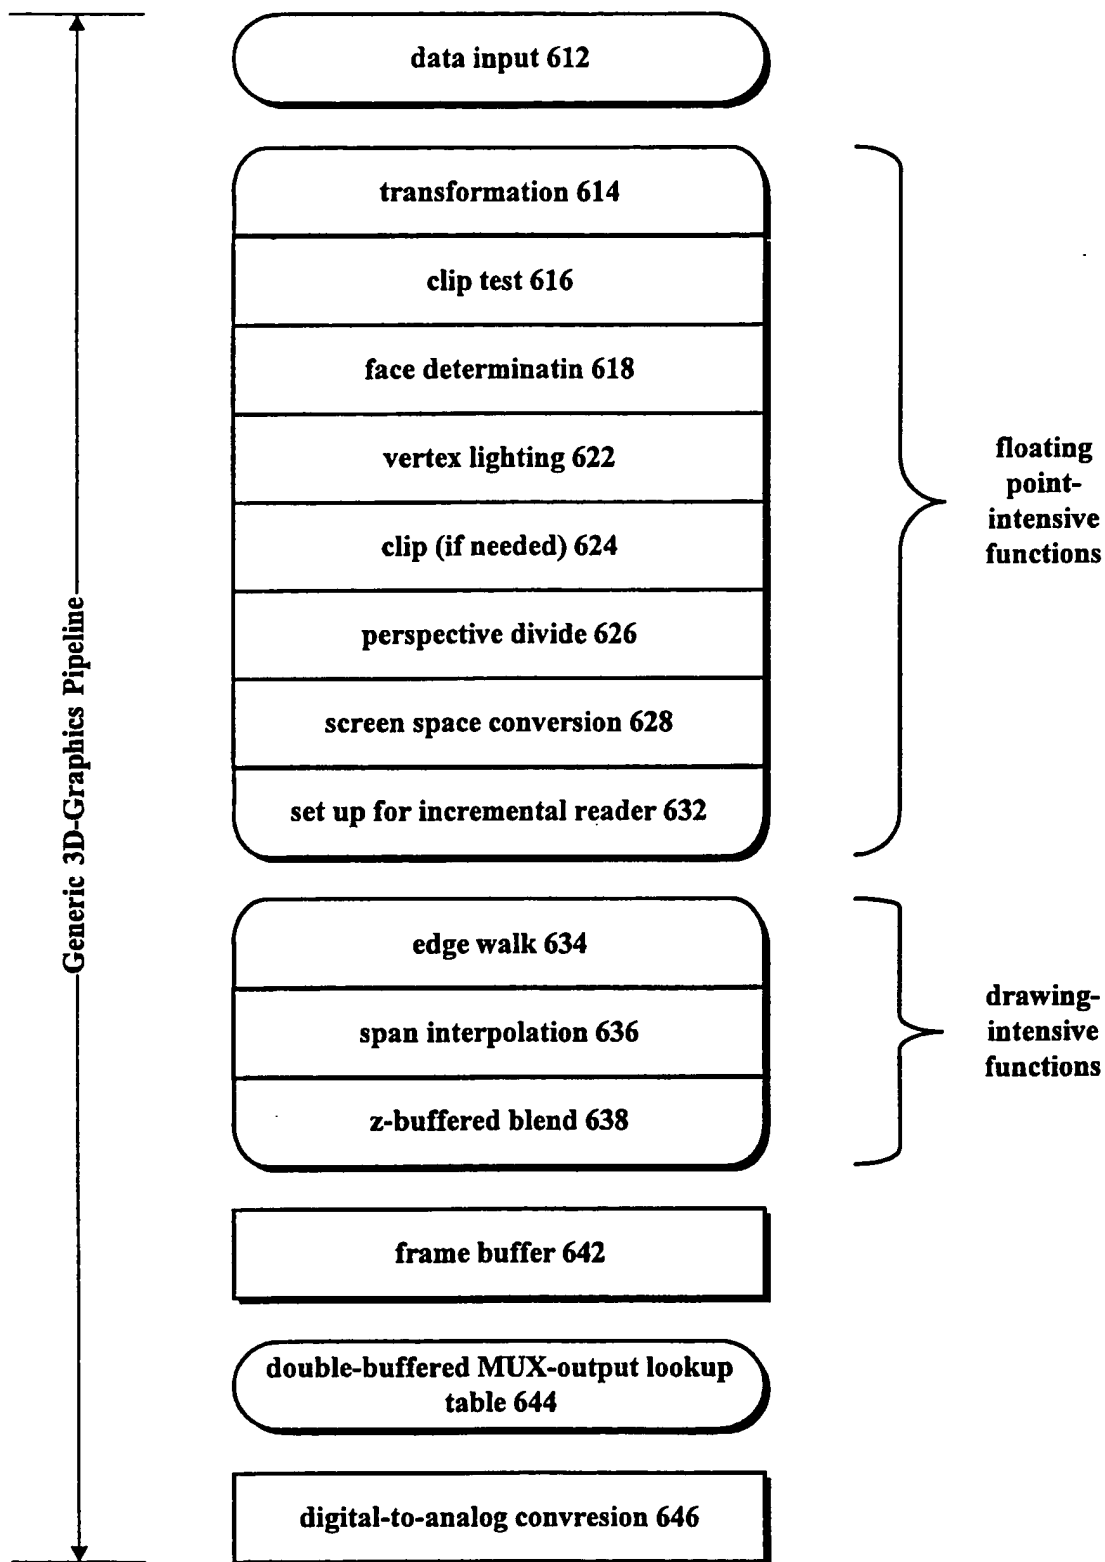 Generic 3D-Graphics Pipeline
data input 612
transformation 614
clip test 616
face determinatin 618
vertex lighting 622
clip (if needed) 624
perspective divide 626
screen space conversion 628
set up for incremental reader 632
floating
point-
intensive
functions
edge walk 634
span interpolation 636
z-buffered blend 638
drawing-
intensive
functions
frame buffer 642
double-buffered MUX-output lookup
table 644
digital-to-analog convresion 646